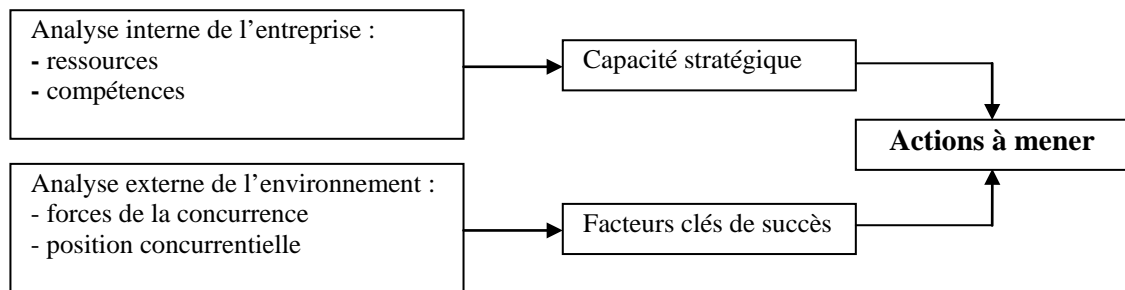 Analyse interne de l’entreprise :
- ressources
- compétences
Capacité stratégique
Actions à mener
Analyse externe de l’environnement :
- forces de la concurrence
- position concurrentielle
Facteurs clés de succès